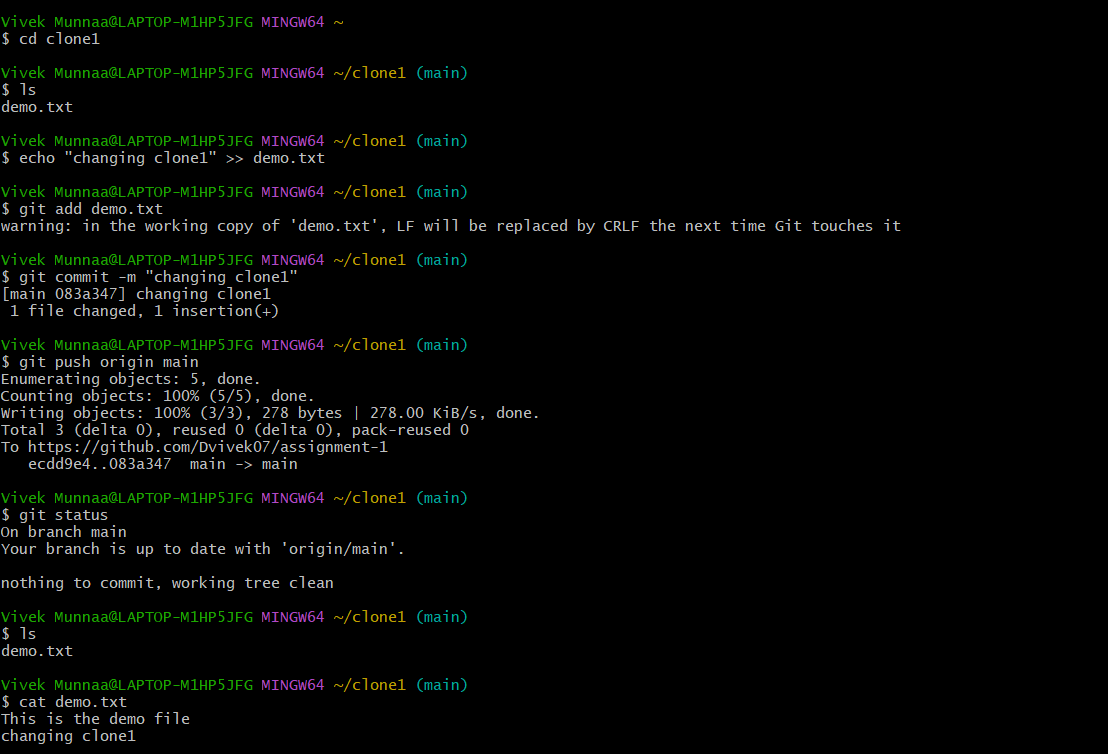 Vivek Munnaa@LAPTOP-M1HP5JFG MINGW64 ~
$ cd clone1
Vivek Munnaa@LAPTOP-M1HP5JFG MINGW64 ~/clone1 (main)
$ ls
demo.txt
Vivek Munnaa@LAPTOP-M1HP5JFG MINGW64 ~/clone1 (main)
$ echo "changing clone1" >> demo.txt
Vivek Munnaa@LAPTOP-M1HP5JFG MINGW64 ~/clone1 (main)
$ git add demo.txt
warning: in the working copy of 'demo.txt', LF will be replaced by CRLF the next time Git touches it
Vivek Munnaa@LAPTOP-M1HP5JFG MINGW64 ~/clone1 (main)
$ git commit -m "changing clone1"
[main 083a347] changing clone1
 1 file changed, 1 insertion(+)
Vivek Munnaa@LAPTOP-M1HP5JFG MINGW64 ~/clone1 (main)
$ git push origin main
Enumerating objects: 5, done.
Counting objects: 100% (5/5), done.
Writing objects: 100% (3/3), 278 bytes | 278.00 KiB/s, done.
Total 3 (delta 0), reused 0 (delta 0), pack-reused 0
To https://github.com/Dvivek07/assignment-1
   ecdd9e4..083a347  main -> main
Vivek Munnaa@LAPTOP-M1HP5JFG MINGW64 ~/clone1 (main)
$ git status
On branch main
Your branch is up to date with 'origin/main'.
nothing to commit, working tree clean
Vivek Munnaa@LAPTOP-M1HP5JFG MINGW64 ~/clone1 (main)
$ ls
demo.txt
Vivek Munnaa@LAPTOP-M1HP5JFG MINGW64 ~/clone1 (main)
$ cat demo.txt
This is the demo file
changing clone1